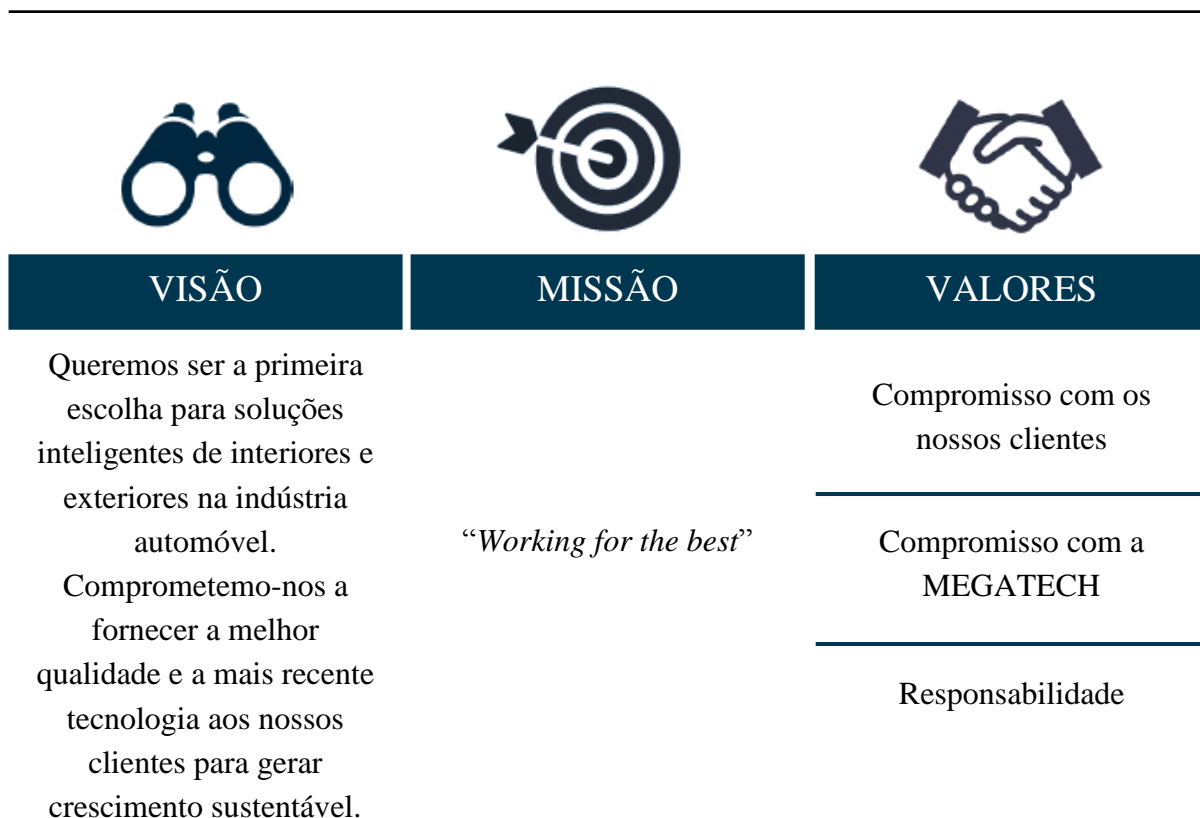 VISÃO
Queremos ser a primeira
escolha para soluções
inteligentes de interiores e
exteriores na indústria
automóvel.
Comprometemo-nos a
fornecer a melhor
qualidade e a mais recente
tecnologia aos nossos
clientes para gerar
crescimento sustentável.
MISSÃO
“Working for the best”
VALORES
Compromisso com os
nossos clientes
Compromisso com a
MEGATECH
Responsabilidade